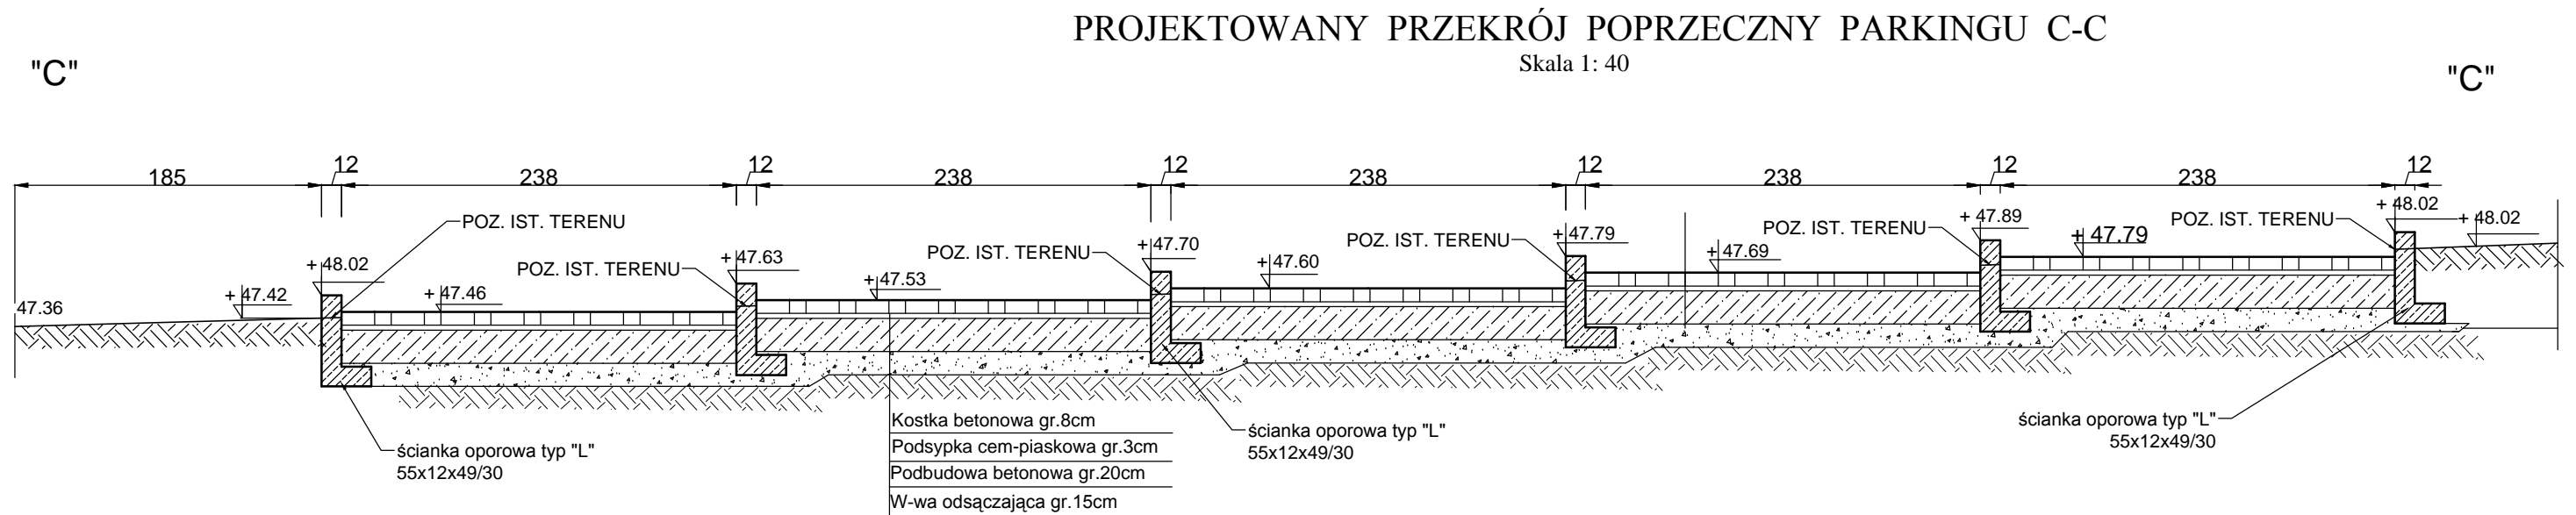 PROJEKTOWANY PRZEKRÓJ POPRZECZNY PARKINGU C-C
Skala 1: 40
"C"
"C"
185
12
238
12
238
12
238
12
238
12
238
12
POZ. IST. TERENU
POZ. IST. TERENU
POZ. IST. TERENU
POZ. IST. TERENU
POZ. IST. TERENU
POZ. IST. TERENU
47.36
+ 47.42
+ 48.02
+ 47.46
+ 47.63
+ 47.53
+ 47.70
+ 47.60
+ 47.79
+ 47.69
+ 47.89
+ 47.79
+ 48.02
+ 48.02
ścianka oporowa typ "L"
55x12x49/30
Kostka betonowa gr.8cm
Podsypka cem-piaskowa gr.3cm
Podbudowa betonowa gr.20cm
W-wa odsączająca gr.15cm
ścianka oporowa typ "L"
55x12x49/30
ścianka oporowa typ "L"
55x12x49/30